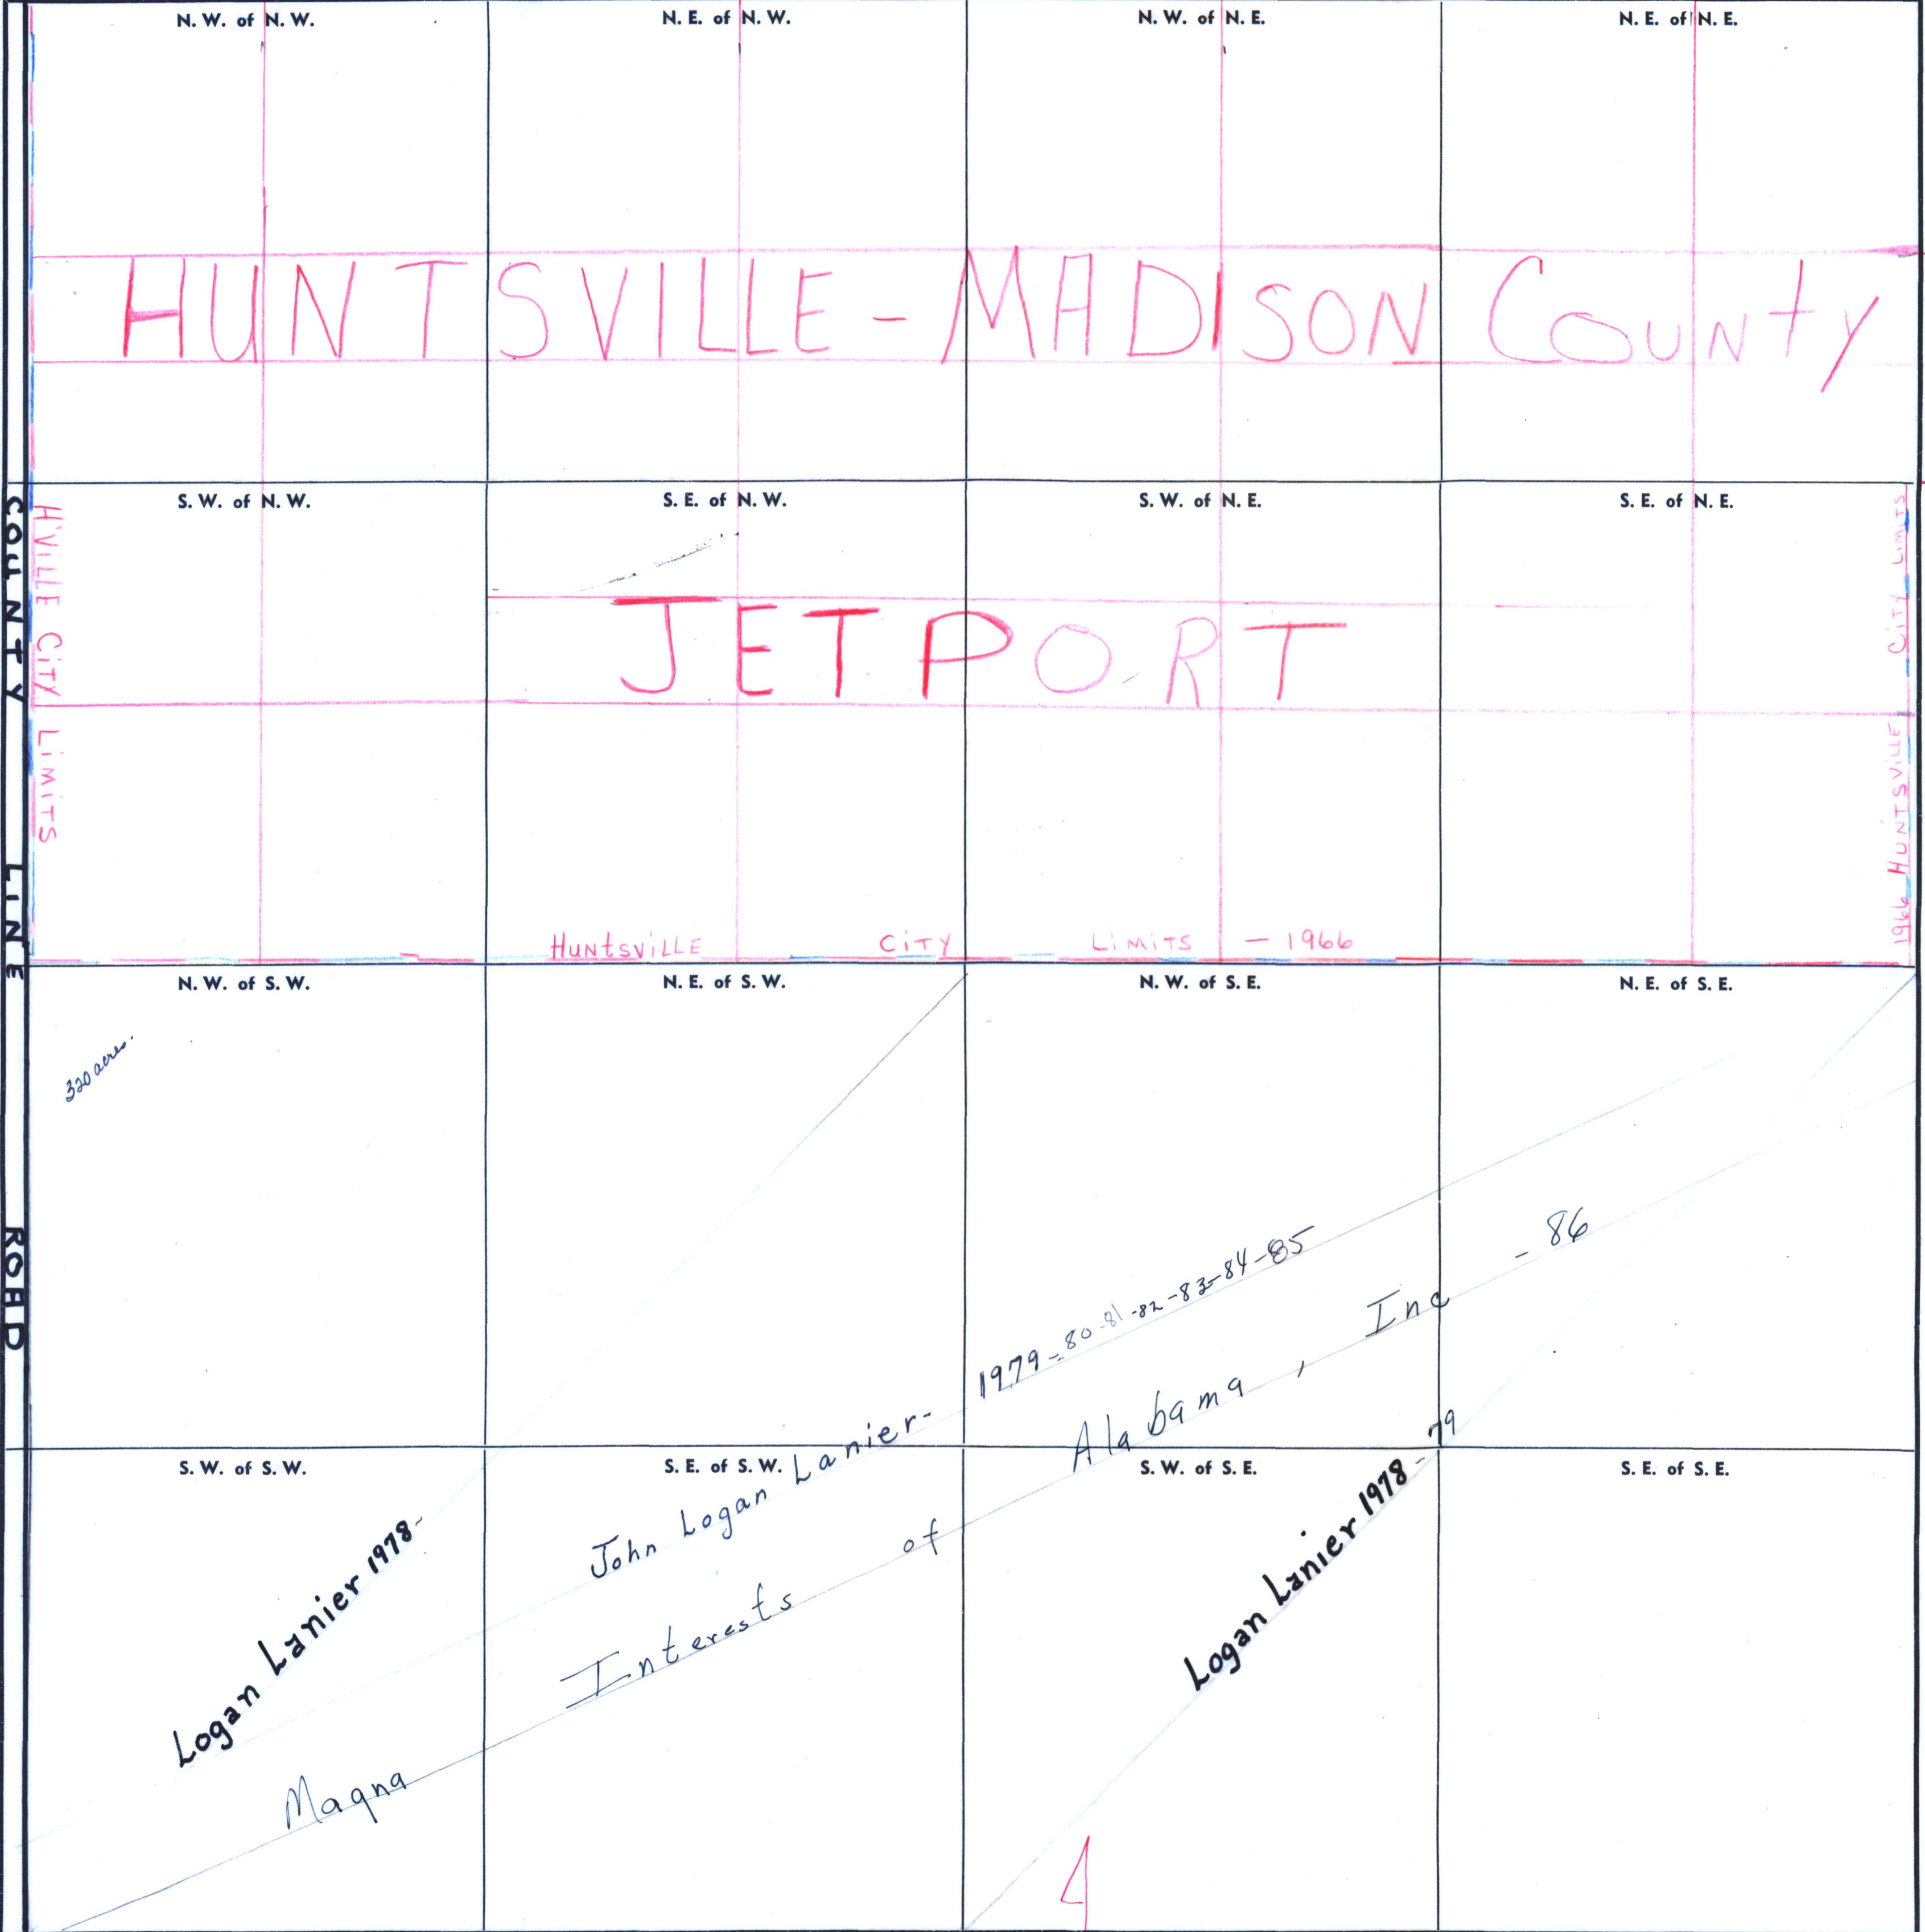 N. W. of N. W.
N. E. of N. W.
N. W. of N. E.
N. E. of N. E.
HUNTSVILLE - MADISON COUNTY
S. W. of N. W.
S. E. of N. W.
S. W. of N. E.
S. E. of N. E.
COUNTY LINE ROAD
H'VILLE CITY LIMITS
JETPORT
1966 HUNTSVILLE CITY LIMITS
HUNTSVILLE CITY LIMITS - 1966
N. W. of S. W.
N. E. of S. W.
N. W. of S. E.
N. E. of S. E.
320 acres.
John Logan Lanier- 1979-80-81-82-83-84-85
Magna Interests of Alabama, Inc - 86
S. W. of S. W.
S. E. of S. W.
S. W. of S. E.
S. E. of S. E.
Logan Lanier 1978-
Logan Lanier 1978-79